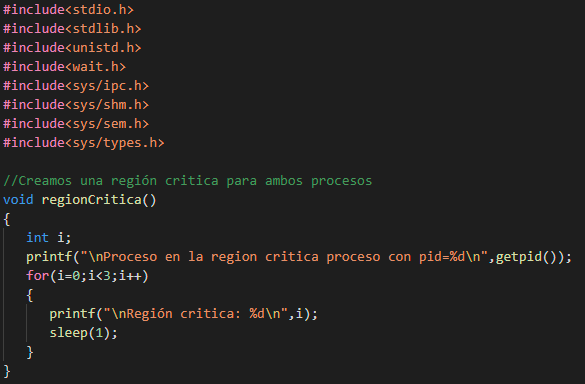 #include<stdio.h>
#include<stdlib.h>
#include<unistd.h>
#include<wait.h>
#include<sys/ipc.h>
#include<sys/shm.h>
#include<sys/sem.h>
#include<sys/types.h>
//Creamos una región critica para ambos procesos
void regionCritica()
{
int i;
printf("\nProceso en la region critica proceso con pid=%d\n",getpid());
for(i=0;i<3;i++)
{
printf("\nRegión critica: %d\n",i);
sleep(1);
}
}